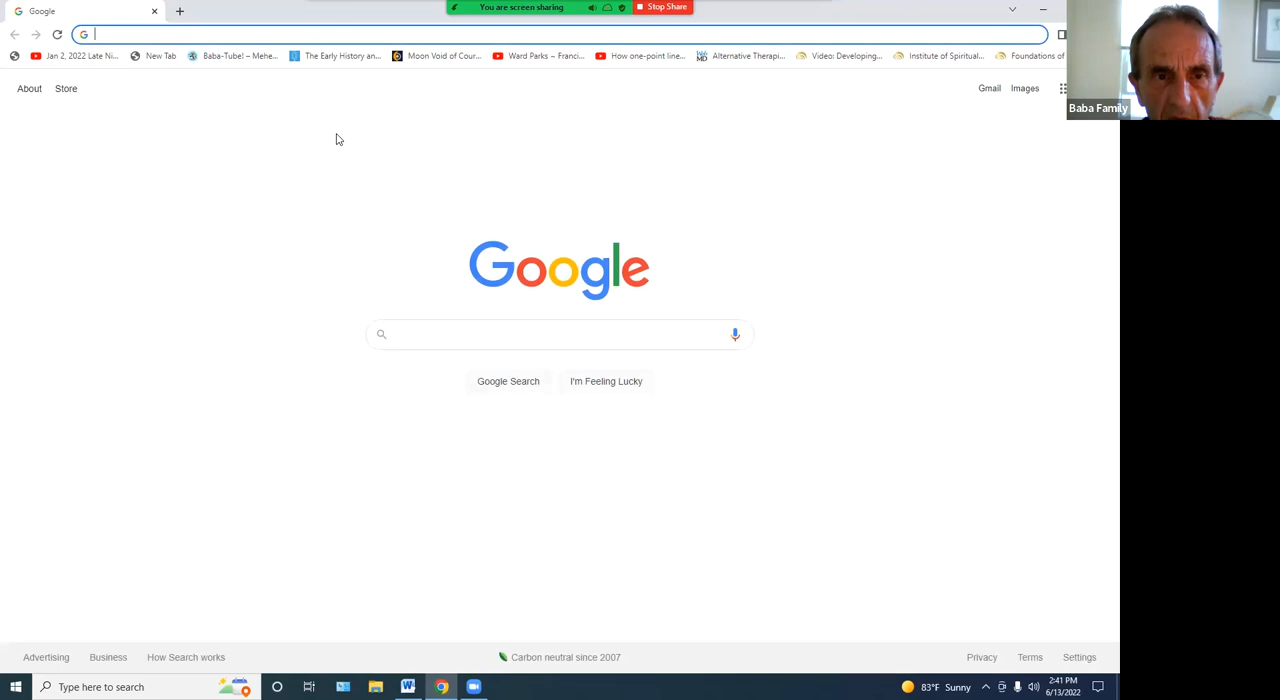 You are screen sharing
Stop Share
Google
Jan 2, 2022 Late Ni...
New Tab
Baba-Tube! – Mehe...
The Early History an...
Moon Void of Cour...
Ward Parks – Franci...
How one-point line...
Alternative Therapi...
Video: Developing...
Institute of Spiritual...
Foundations of
About
Store
Gmail
Images
Baba Family
Google
Google Search
I'm Feeling Lucky
Advertising
Business
How Search works
Carbon neutral since 2007
Privacy
Terms
Settings
Type here to search
83°F Sunny
2:41 PM
6/13/2022